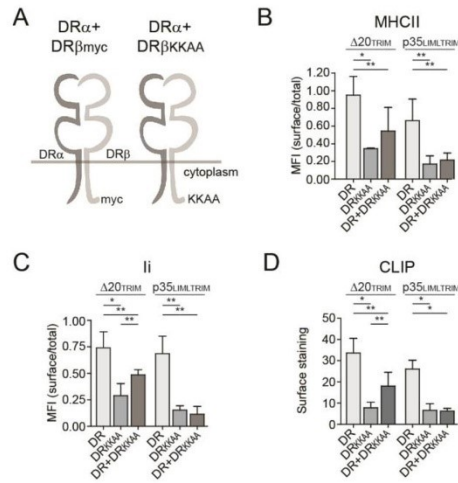 A
DRα+ DRα+
DRβmyc DRβKKAA
DRα DRβ
cytoplasm
myc KKAA
B
MHCII
Δ20TRIM p35LIMLTRIM
* **
** **
MFI (surface/total)
1.20
1.00
0.80
0.60
0.40
0.20
0.00
DR
DRKKAA
DR+DRKKAA
DR
DRKKAA
DR+DRKKAA
C
Ii
Δ20TRIM p35LIMLTRIM
* **
** **
**
MFI (surface/total)
1.00
0.75
0.50
0.25
0.00
DR
DRKKAA
DR+DRKKAA
DR
DRKKAA
DR+DRKKAA
D
CLIP
Δ20TRIM p35LIMLTRIM
* *
** *
**
Surface staining
50
40
30
20
10
0
DR
DRKKAA
DR+DRKKAA
DR
DRKKAA
DR+DRKKAA